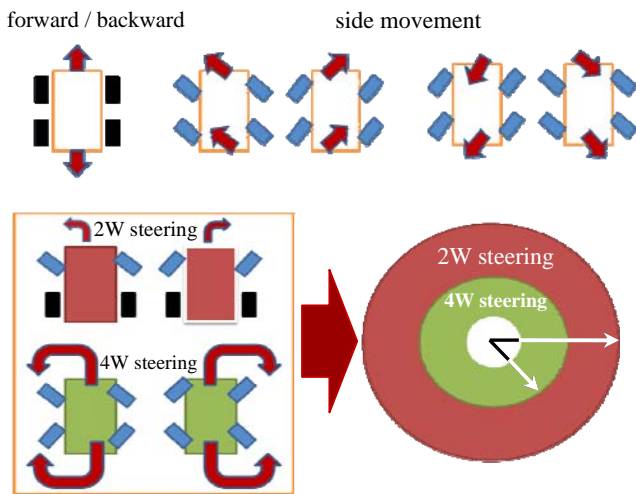 forward / backward
side movement
2W steering
4W steering
2W steering
4W steering